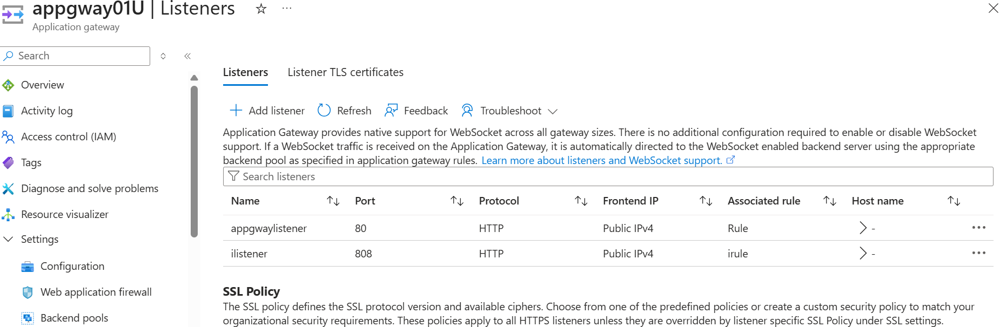 appgway01U | Listeners
Application gateway
Search
Overview
Activity log
Access control (IAM)
Tags
Diagnose and solve problems
Resource visualizer
Settings
Configuration
Web application firewall
Backend pools
Listeners Listener TLS certificates
Add listener Refresh Feedback Troubleshoot
Application Gateway provides native support for WebSocket across all gateway sizes. There is no additional configuration required to enable or disable WebSocket
support. If a WebSocket traffic is received on the Application Gateway, it is automatically directed to the WebSocket enabled backend server using the appropriate
backend pool as specified in application gateway rules. Learn more about listeners and WebSocket support.
Search listeners
Name Port Protocol Frontend IP Associated rule Host name
appgwaylistener 80 HTTP Public IPv4 Rule -
ilistener 808 HTTP Public IPv4 irule -
SSL Policy
The SSL policy defines the SSL protocol version and available ciphers. Choose from one of the predefined policies or create a custom security policy to match your
organizational security requirements. These policies apply to all HTTPS listeners unless they are overridden by listener specific SSL Policy under SSL settings.